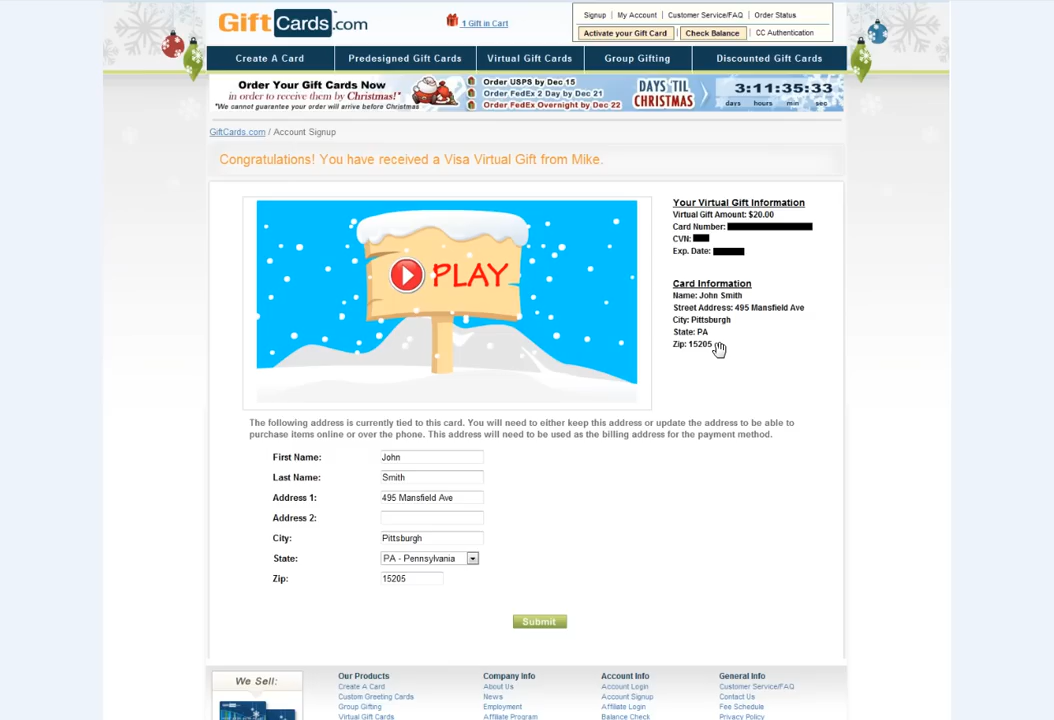 GiftCards.com™
1 Gift in Cart
Signup | My Account | Customer Service/FAQ | Order Status
Activate your Gift Card | Check Balance | CC Authentication
Create A Card
Predesigned Gift Cards
Virtual Gift Cards
Group Gifting
Discounted Gift Cards
Order Your Gift Cards Now
in order to receive them by Christmas!*
*We cannot guarantee your order will arrive before Christmas
Order USPS by Dec 15
Order FedEx 2 Day by Dec 21
Order FedEx Overnight by Dec 22
DAYS 'TIL
CHRISTMAS
3:11:35:33
days hours min sec
GiftCards.com / Account Signup
Congratulations! You have received a Visa Virtual Gift from Mike.
PLAY
Your Virtual Gift Information
Virtual Gift Amount: $20.00
Card Number:
CVN:
Exp. Date:
Card Information
Name: John Smith
Street Address: 495 Mansfield Ave
City: Pittsburgh
State: PA
Zip: 15205
The following address is currently tied to this card. You will need to either keep this address or update the address to be able to
purchase items online or over the phone. This address will need to be used as the billing address for the payment method.
First Name: John
Last Name: Smith
Address 1: 495 Mansfield Ave
Address 2:
City: Pittsburgh
State: PA - Pennsylvania
Zip: 15205
Submit
We Sell:
Our Products
Create A Card
Custom Greeting Cards
Group Gifting
Virtual Gift Cards
Company Info
About Us
News
Employment
Affiliate Program
Account Info
Account Login
Account Signup
Affiliate Login
Balance Check
General Info
Customer Service/FAQ
Contact Us
Fee Schedule
Privacy Policy